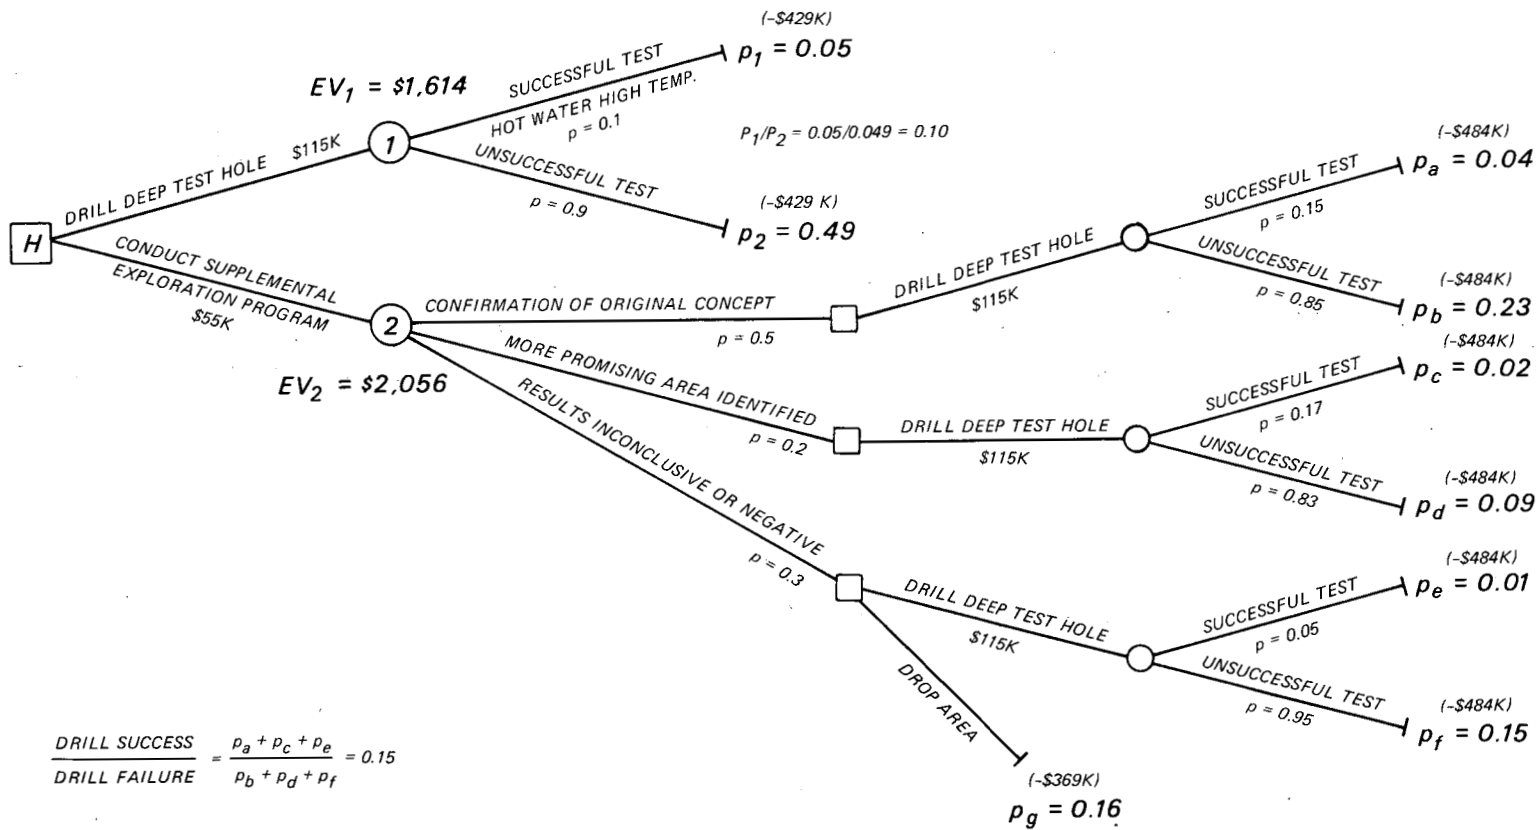 (-$429K)
p1 = 0.05
EV1 = $1,614
SUCCESSFUL TEST
HOT WATER HIGH TEMP.
p = 0.1
P1/P2 = 0.05/0.049 = 0.10
DRILL DEEP TEST HOLE $115K
1
UNSUCCESSFUL TEST
p = 0.9
(-$429 K)
p2 = 0.49
H
CONDUCT SUPPLEMENTAL
EXPLORATION PROGRAM
$55K
2
EV2 = $2,056
CONFIRMATION OF ORIGINAL CONCEPT
p = 0.5
DRILL DEEP TEST HOLE
$115K
SUCCESSFUL TEST
p = 0.15
(-$484K)
pa = 0.04
UNSUCCESSFUL TEST
p = 0.85
(-$484K)
pb = 0.23
MORE PROMISING AREA IDENTIFIED
p = 0.2
DRILL DEEP TEST HOLE
$115K
SUCCESSFUL TEST
p = 0.17
(-$484K)
pc = 0.02
UNSUCCESSFUL TEST
p = 0.83
(-$484K)
pd = 0.09
RESULTS INCONCLUSIVE OR NEGATIVE
p = 0.3
DRILL DEEP TEST HOLE
$115K
SUCCESSFUL TEST
p = 0.05
(-$484K)
pe = 0.01
UNSUCCESSFUL TEST
p = 0.95
(-$484K)
pf = 0.15
DROP AREA
(-$369K)
pg = 0.16
DRILL SUCCESS
DRILL FAILURE
=
pa + pc + pe
pb + pd + pf
= 0.15